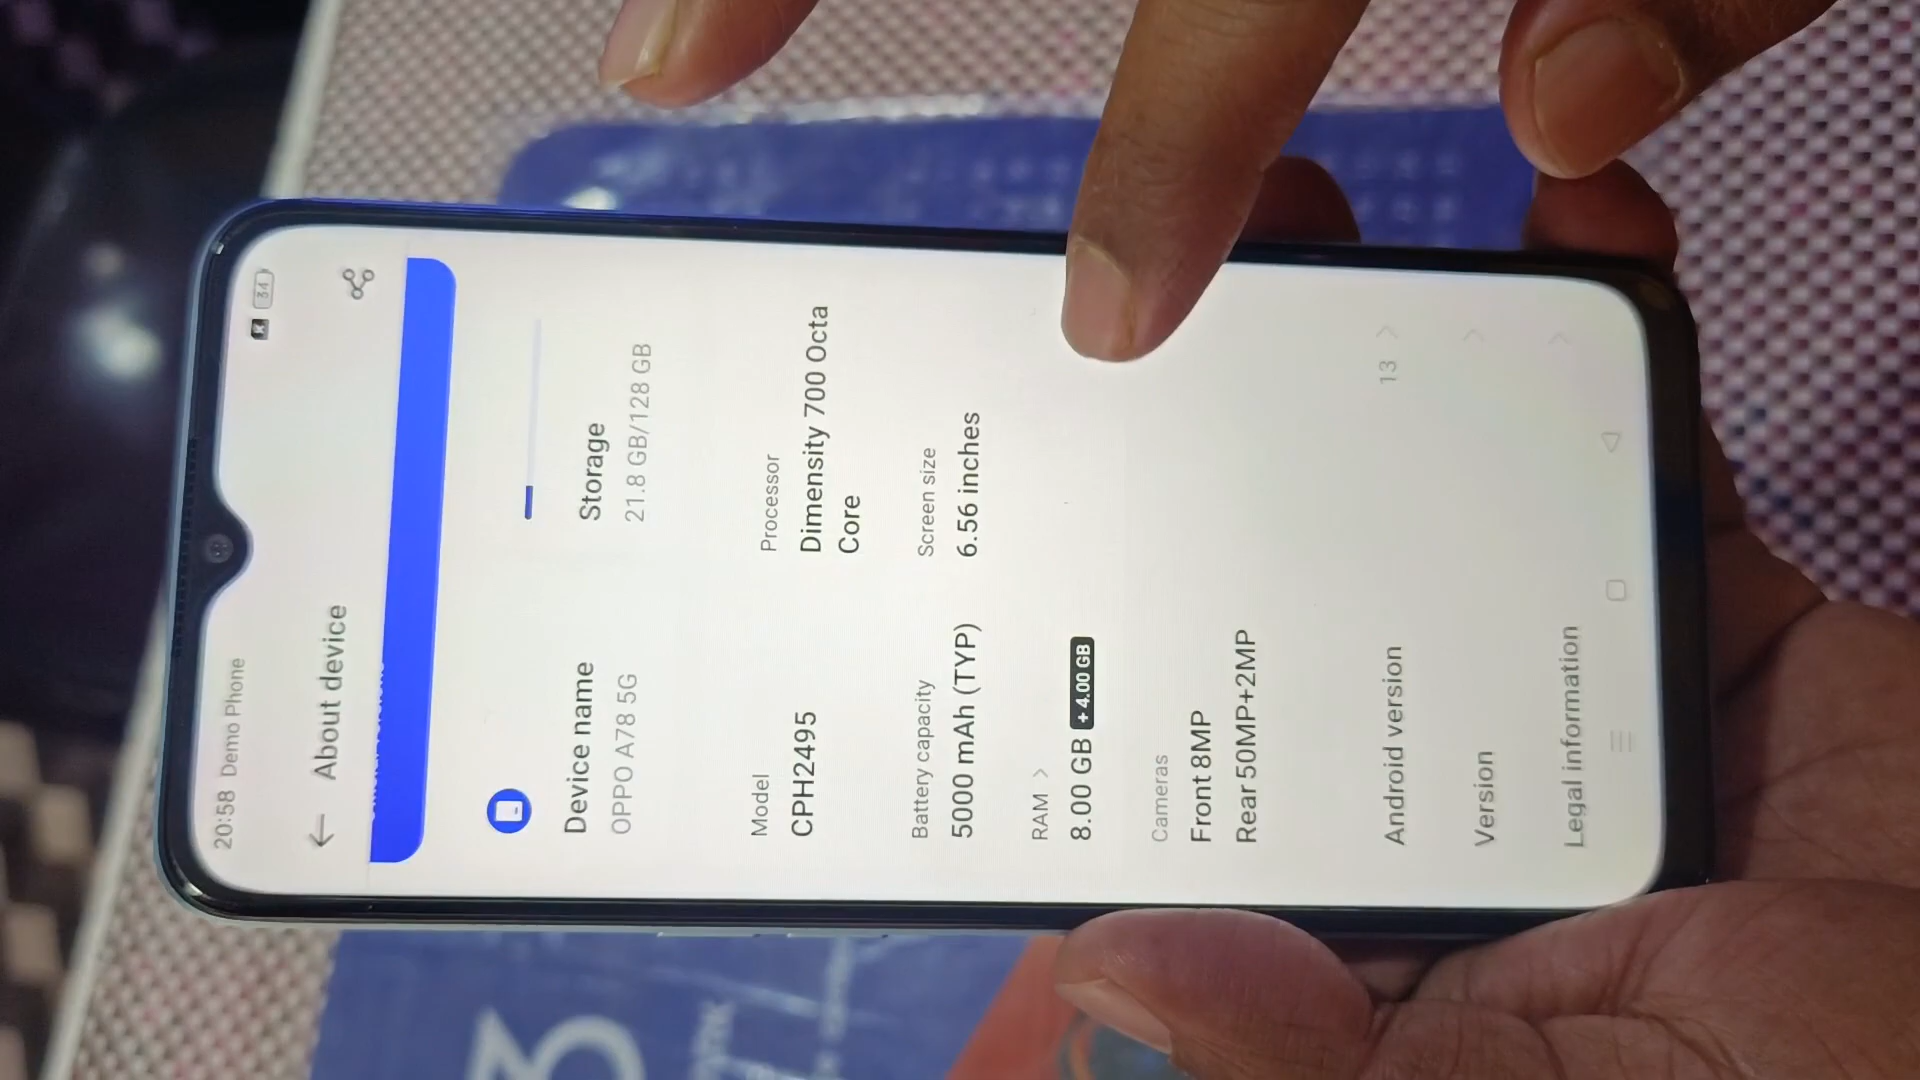 20:58 Demo Phone
34
About device
Device name
OPPO A78 5G
Storage
21.8 GB/128 GB
Model
CPH2495
Processor
Dimensity 700 Octa
Core
Battery capacity
5000 mAh (TYP)
Screen size
6.56 inches
RAM >
8.00 GB + 4.00 GB
Cameras
Front 8MP
Rear 50MP+2MP
Android version
13 >
Version >
Legal information >
3